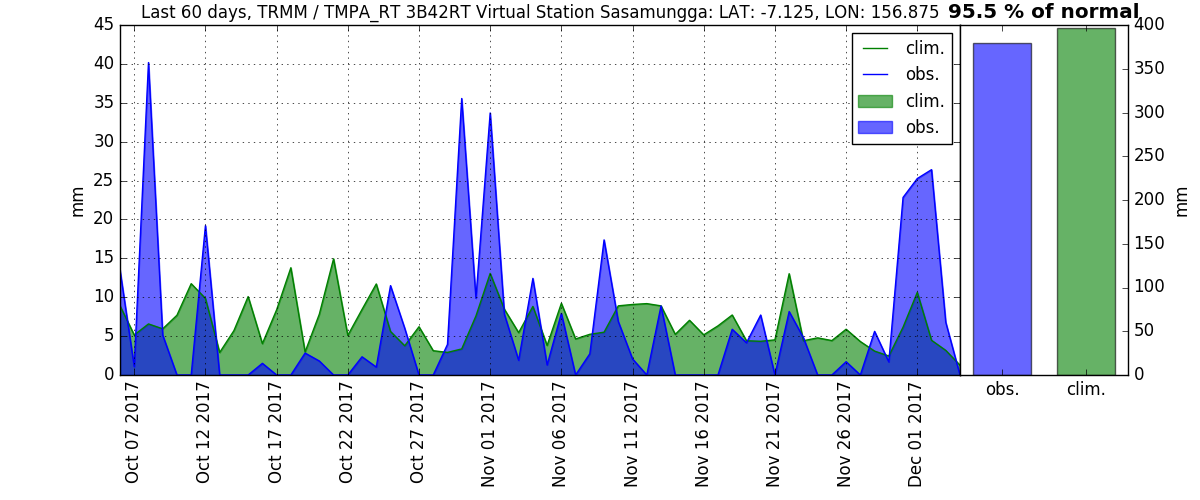 Last 60 days, TRMM / TMPA_RT 3B42RT Virtual Station Sasamungga: LAT: -7.125, LON: 156.875 95.5 % of normal
45
40
35
30
25
20
15
10
5
0
mm
clim.
obs.
clim.
obs.
400
350
300
250
200
150
100
50
0
mm
Oct 07 2017
Oct 12 2017
Oct 17 2017
Oct 22 2017
Oct 27 2017
Nov 01 2017
Nov 06 2017
Nov 11 2017
Nov 16 2017
Nov 21 2017
Nov 26 2017
Dec 01 2017
obs. clim.